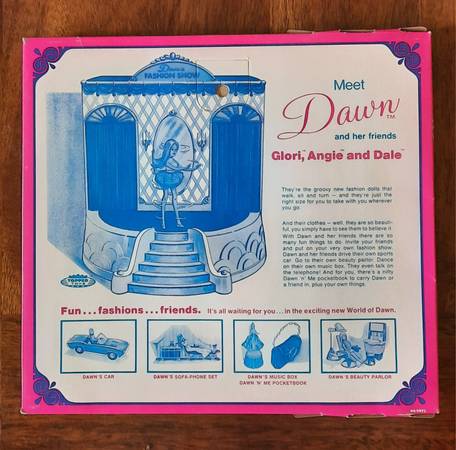 Dawn's
FASHION SHOW
Meet
Dawn™
and her friends
Glori,™ Angie™ and Dale™
They're the groovy new fashion dolls that
walk, sit and turn — and they're just the
right size for you to take with you wherever
you go.
And their clothes — well, they are so beauti-
ful, you simply have to see them to believe it.
With Dawn and her friends there are so
many fun things to do. Invite your friends
and put on your very own fashion show.
Dawn and her friends drive their own sports
car. Go to their own beauty parlor. Dance
on their own music box. They even talk on
the telephone! And for you, there's a nifty
Dawn 'n' Me pocketbook to carry Dawn or
a friend in, plus your own things.
TOPPER
Fun...fashions...friends. It's all waiting for you...in the exciting new World of Dawn.
DAWN'S CAR
DAWN'S SOFA-PHONE SET
DAWN'S MUSIC BOX
DAWN 'N' ME POCKETBOOK
DAWN'S BEAUTY PARLOR